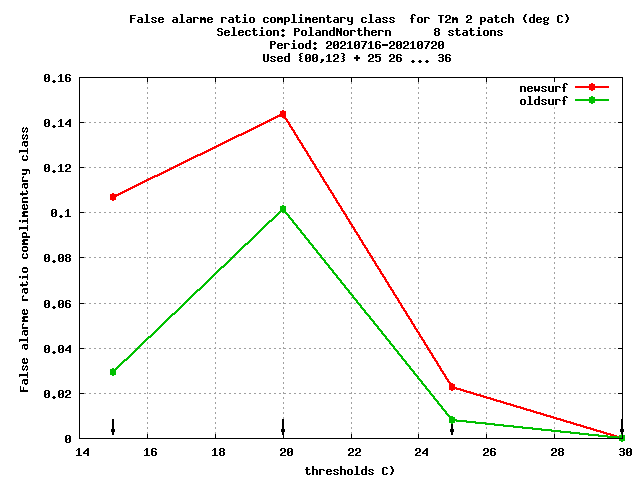 False alarme ratio complimentary class  for T2m 2 patch (deg C)
Selection: PolandNorthern      8 stations
Period: 20210716-20210720
Used {00,12} + 25 26 ... 36
newsurf
oldsurf
False alarme ratio complimentary class
0.16
0.14
0.12
0.1
0.08
0.06
0.04
0.02
0
14 16 18 20 22 24 26 28 30
thresholds C)